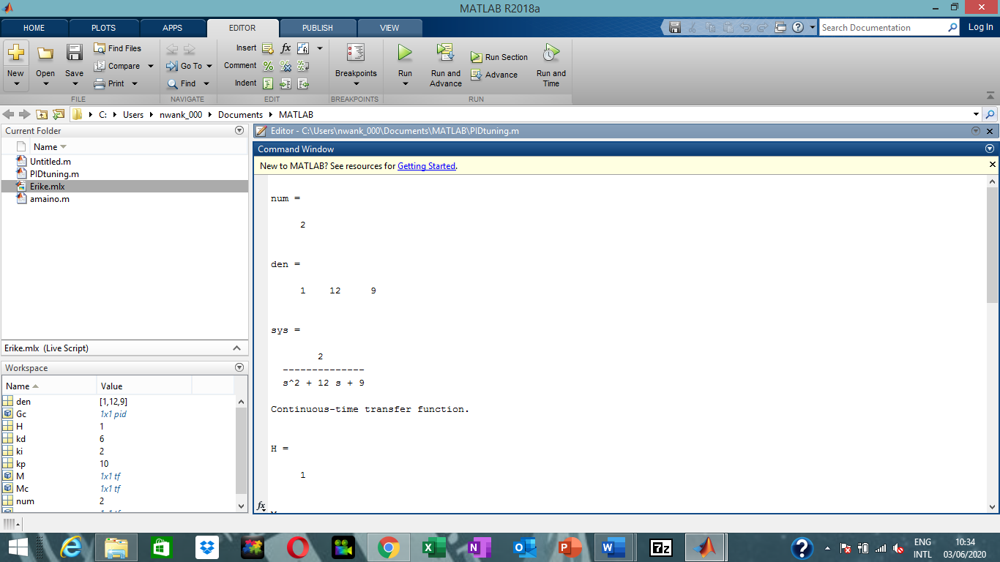 MATLAB R2018a
HOME PLOTS APPS EDITOR PUBLISH VIEW
Search Documentation
Log In
New
Open
Save
Find Files
Compare
Print
FILE
Go To
Find
NAVIGATE
Insert
Comment
Indent
fx
EDIT
Breakpoints
BREAKPOINTS
Run
Run and Advance
Run Section
Advance
Run and Time
RUN
C: Users nwank_000 Documents MATLAB
Current Folder
Name
Untitled.m
PIDtuning.m
Erike.mlx
amaino.m
Erike.mlx (Live Script)
Workspace
Name Value
den [1,12,9]
Gc 1x1 pid
H 1
kd 6
ki 2
kp 10
M 1x1 tf
Mc 1x1 tf
num 2
Editor - C:\Users\nwank_000\Documents\MATLAB\PIDtuning.m
Command Window
New to MATLAB? See resources for Getting Started.
num =
2
den =
1 12 9
sys =
2
--------------
s^2 + 12 s + 9
Continuous-time transfer function.
H =
1
fx
7z
ENG
INTL
10:34
03/06/2020